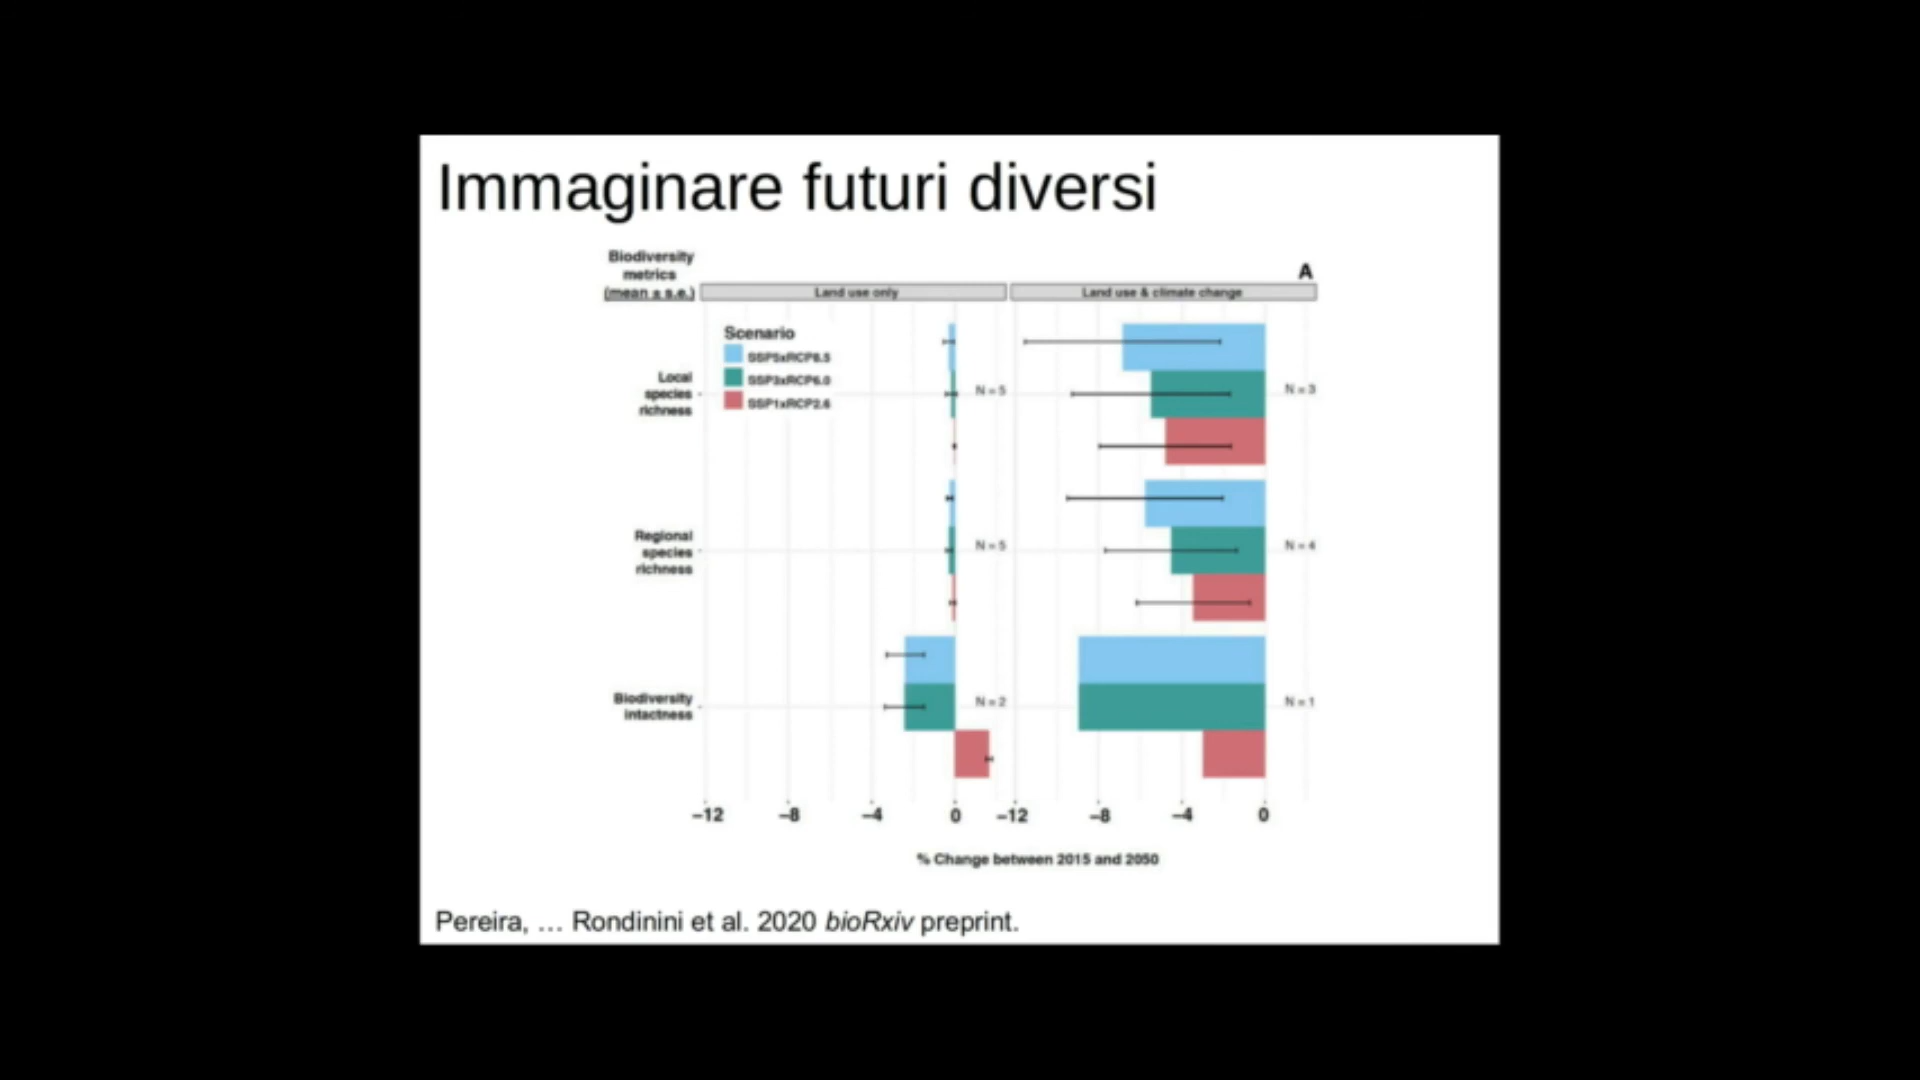 Immaginare futuri diversi
Biodiversity
metrics
(mean ± s.e.)
A
Land use only
Land use & climate change
Scenario
SSP5xRCP8.5
SSP3xRCP6.0
SSP1xRCP2.6
Local
species
richness
N = 5
N = 3
Regional
species
richness
N = 5
N = 4
Biodiversity
intactness
N = 2
N = 1
−12 −8 −4 0 −12 −8 −4 0
% Change between 2015 and 2050
Pereira, … Rondinini et al. 2020 bioRxiv preprint.